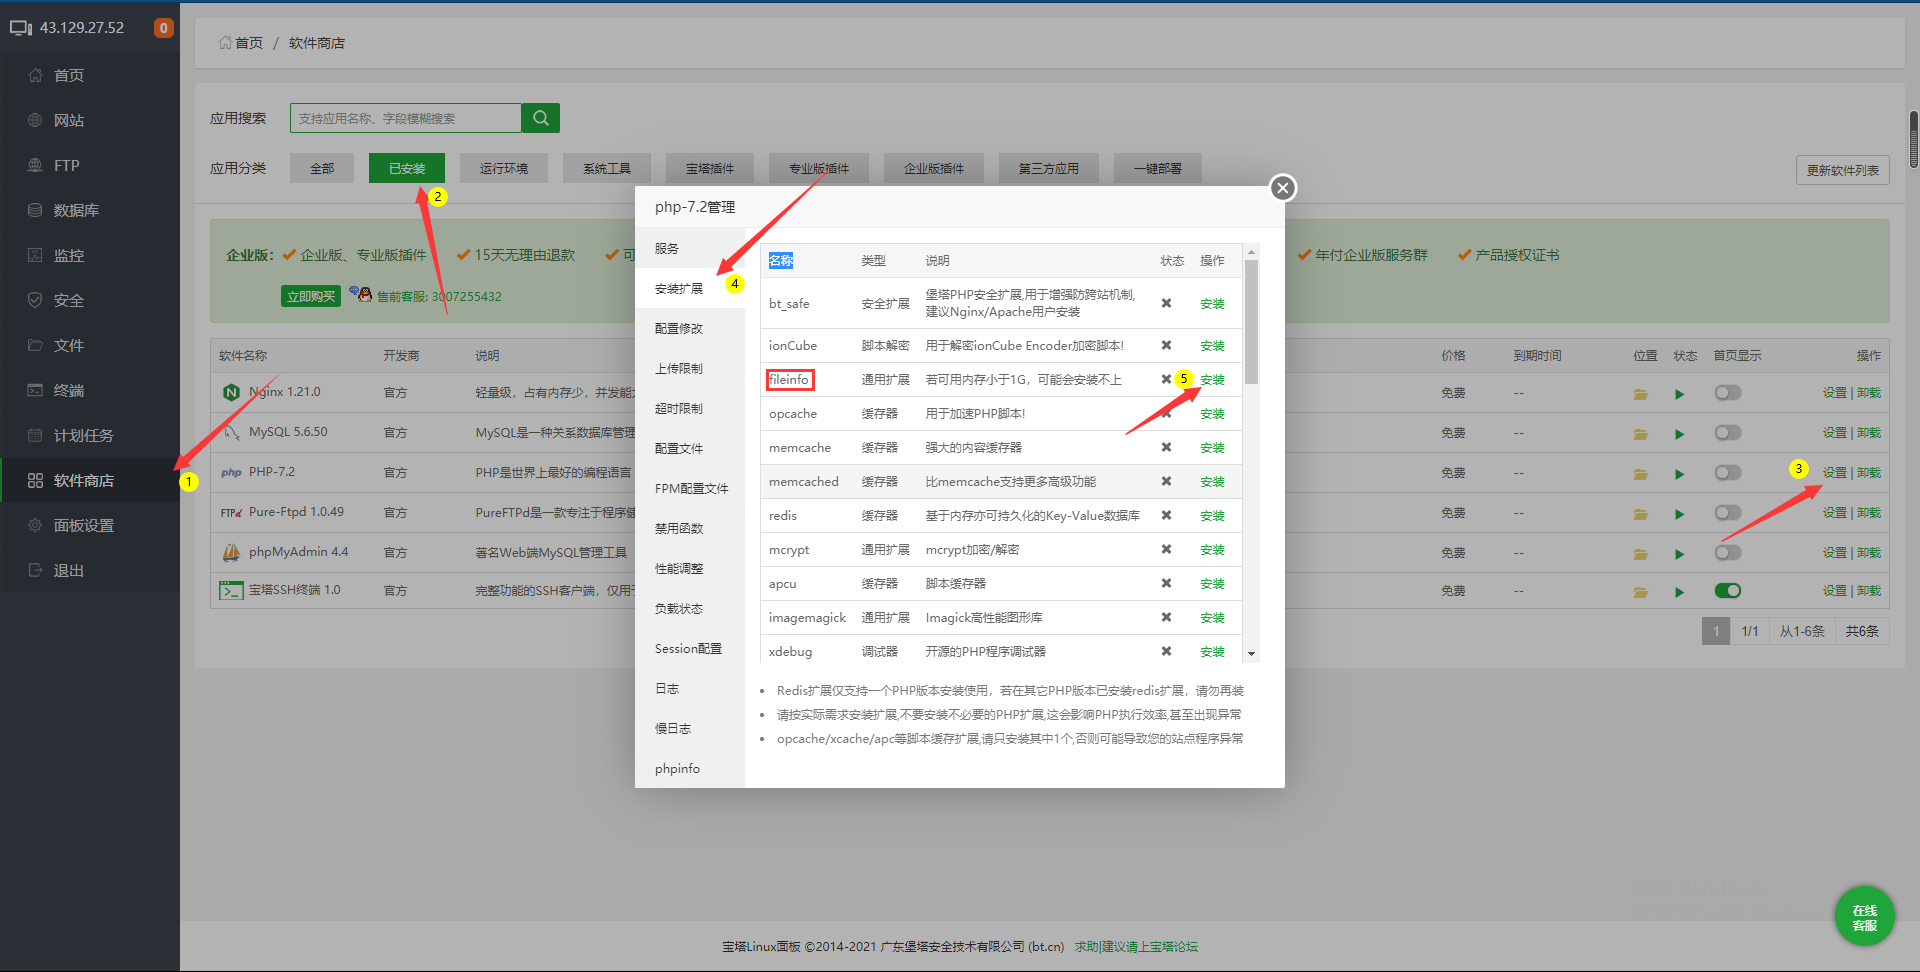 43.129.27.52 0
首页
网站
FTP
数据库
监控
安全
文件
终端
计划任务
软件商店
面板设置
退出
首页 / 软件商店
应用搜索 支持应用名称、字段模糊搜索
应用分类 全部 已安装 运行环境 系统工具 宝塔插件 专业版插件 企业版插件 第三方应用 一键部署 更新软件列表
企业版： 企业版、专业版插件 15天无理由退款 可 年付企业版服务群 产品授权证书
立即购买 售前客服: 3007255432
软件名称 开发商 说明 价格 到期时间 位置 状态 首页显示 操作
Nginx 1.21.0 官方 轻量级，占有内存少，并发能 免费 -- 设置 | 卸载
MySQL 5.6.50 官方 MySQL是一种关系数据库管理 免费 -- 设置 | 卸载
php PHP-7.2 官方 PHP是世界上最好的编程语言 免费 -- 设置 | 卸载
FTPd Pure-Ftpd 1.0.49 官方 PureFTPd是一款专注于程序健 免费 -- 设置 | 卸载
phpMyAdmin 4.4 官方 著名Web端MySQL管理工具 免费 -- 设置 | 卸载
宝塔SSH终端 1.0 官方 完整功能的SSH客户端，仅用于 免费 -- 设置 | 卸载
1 1/1 从1-6条 共6条
php-7.2管理
服务
安装扩展
配置修改
上传限制
超时限制
配置文件
FPM配置文件
禁用函数
性能调整
负载状态
Session配置
日志
慢日志
phpinfo
名称 类型 说明 状态 操作
bt_safe 安全扩展 堡塔PHP安全扩展,用于增强防跨站机制,
建议Nginx/Apache用户安装 安装
ionCube 脚本解密 用于解密ionCube Encoder加密脚本! 安装
fileinfo 通用扩展 若可用内存小于1G，可能会安装不上 安装
opcache 缓存器 用于加速PHP脚本! 安装
memcache 缓存器 强大的内容缓存器 安装
memcached 缓存器 比memcache支持更多高级功能 安装
redis 缓存器 基于内存亦可持久化的Key-Value数据库 安装
mcrypt 通用扩展 mcrypt加密/解密 安装
apcu 缓存器 脚本缓存器 安装
imagemagick 通用扩展 Imagick高性能图形库 安装
xdebug 调试器 开源的PHP程序调试器 安装
Redis扩展仅支持一个PHP版本安装使用，若在其它PHP版本已安装redis扩展，请勿再装
请按实际需求安装扩展,不要安装不必要的PHP扩展,这会影响PHP执行效率,甚至出现异常
opcache/xcache/apc等脚本缓存扩展,请只安装其中1个,否则可能导致您的站点程序异常
1
2
3
4
5
在线
客服
宝塔Linux面板 ©2014-2021 广东堡塔安全技术有限公司 (bt.cn) 求助|建议请上宝塔论坛